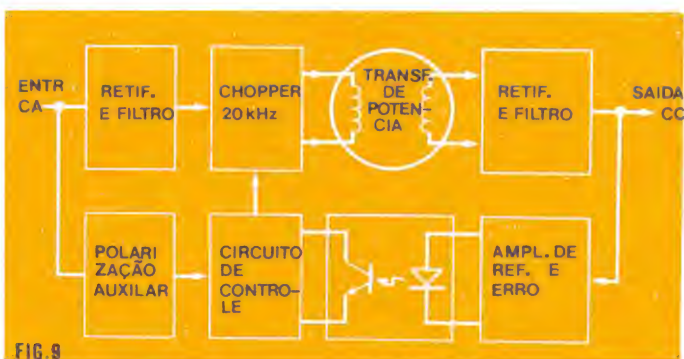 ENTR
CA
RETIF.
E FILTRO
CHOPPER
20 kHz
TRANSF.
DE
POTEN-
CIA
RETIF.
E FILTRO
SAIDA
CC
POLARI
ZAÇÃO
AUXILAR
CIRCUITO
DE
CONTRO-
LE
AMPL. DE
REF. E
ERRO
FIG.9